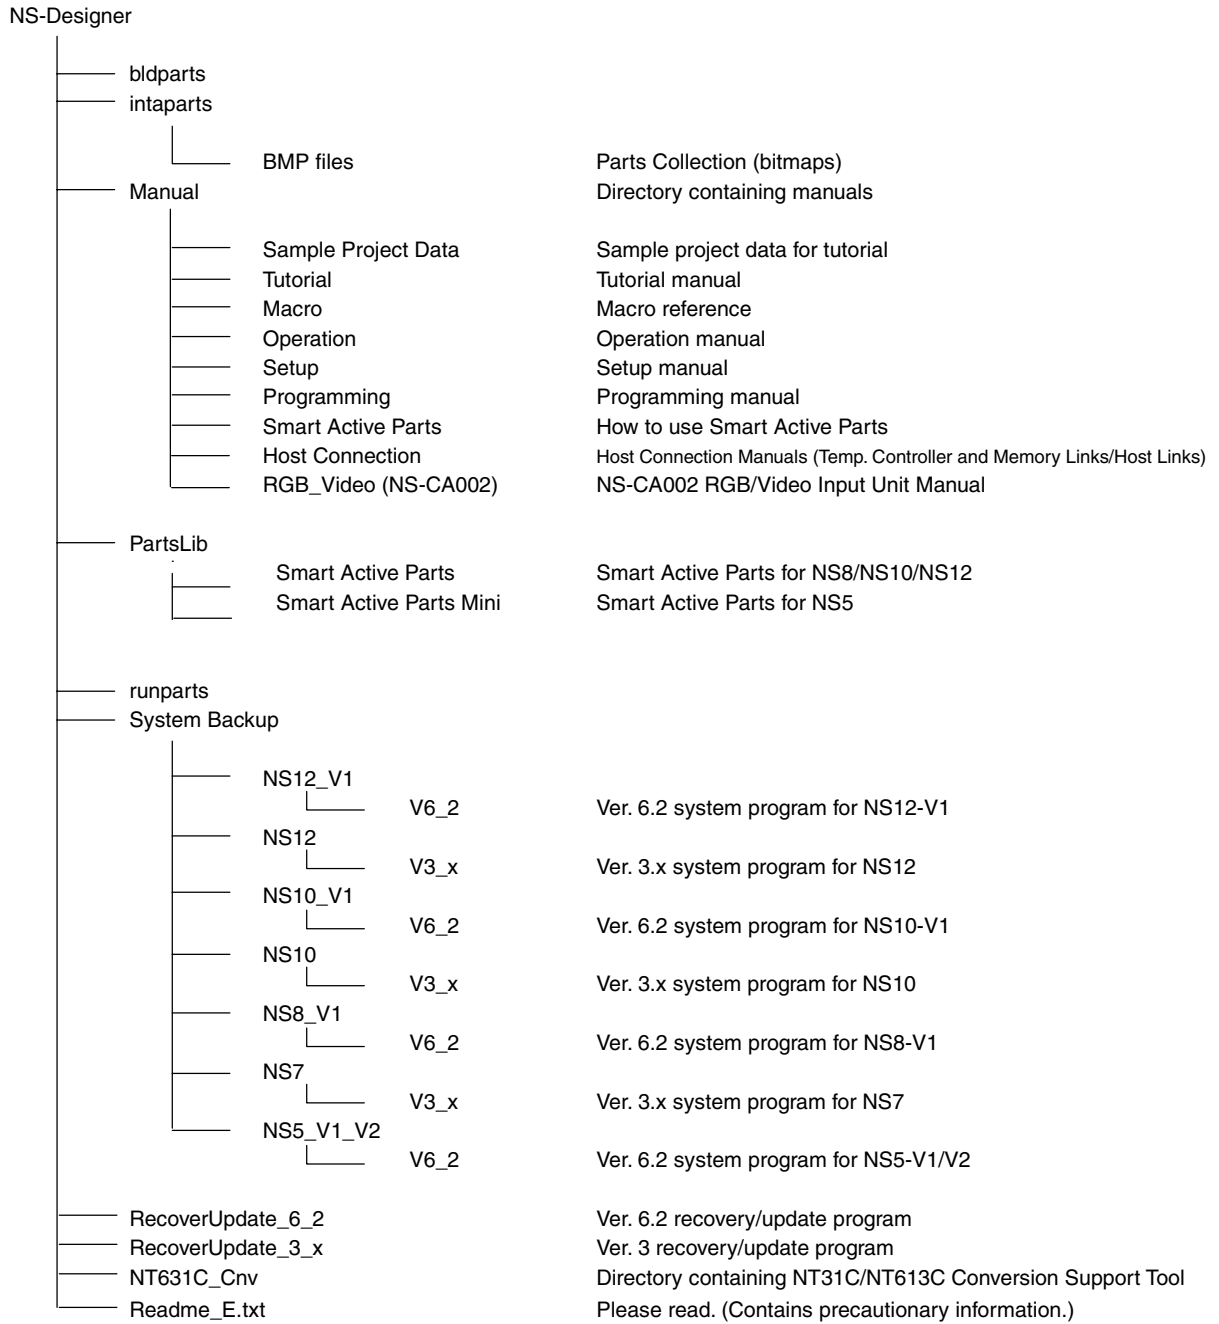 NS-Designer
bldparts
intaparts
BMP files Parts Collection (bitmaps)
Manual Directory containing manuals
Sample Project Data Sample project data for tutorial
Tutorial Tutorial manual
Macro Macro reference
Operation Operation manual
Setup Setup manual
Programming Programming manual
Smart Active Parts How to use Smart Active Parts
Host Connection Host Connection Manuals (Temp. Controller and Memory Links/Host Links)
RGB_Video (NS-CA002) NS-CA002 RGB/Video Input Unit Manual
PartsLib
Smart Active Parts Smart Active Parts for NS8/NS10/NS12
Smart Active Parts Mini Smart Active Parts for NS5
runparts
System Backup
NS12_V1
V6_2 Ver. 6.2 system program for NS12-V1
NS12
V3_x Ver. 3.x system program for NS12
NS10_V1
V6_2 Ver. 6.2 system program for NS10-V1
NS10
V3_x Ver. 3.x system program for NS10
NS8_V1
V6_2 Ver. 6.2 system program for NS8-V1
NS7
V3_x Ver. 3.x system program for NS7
NS5_V1_V2
V6_2 Ver. 6.2 system program for NS5-V1/V2
RecoverUpdate_6_2 Ver. 6.2 recovery/update program
RecoverUpdate_3_x Ver. 3 recovery/update program
NT631C_Cnv Directory containing NT31C/NT613C Conversion Support Tool
Readme_E.txt Please read. (Contains precautionary information.)